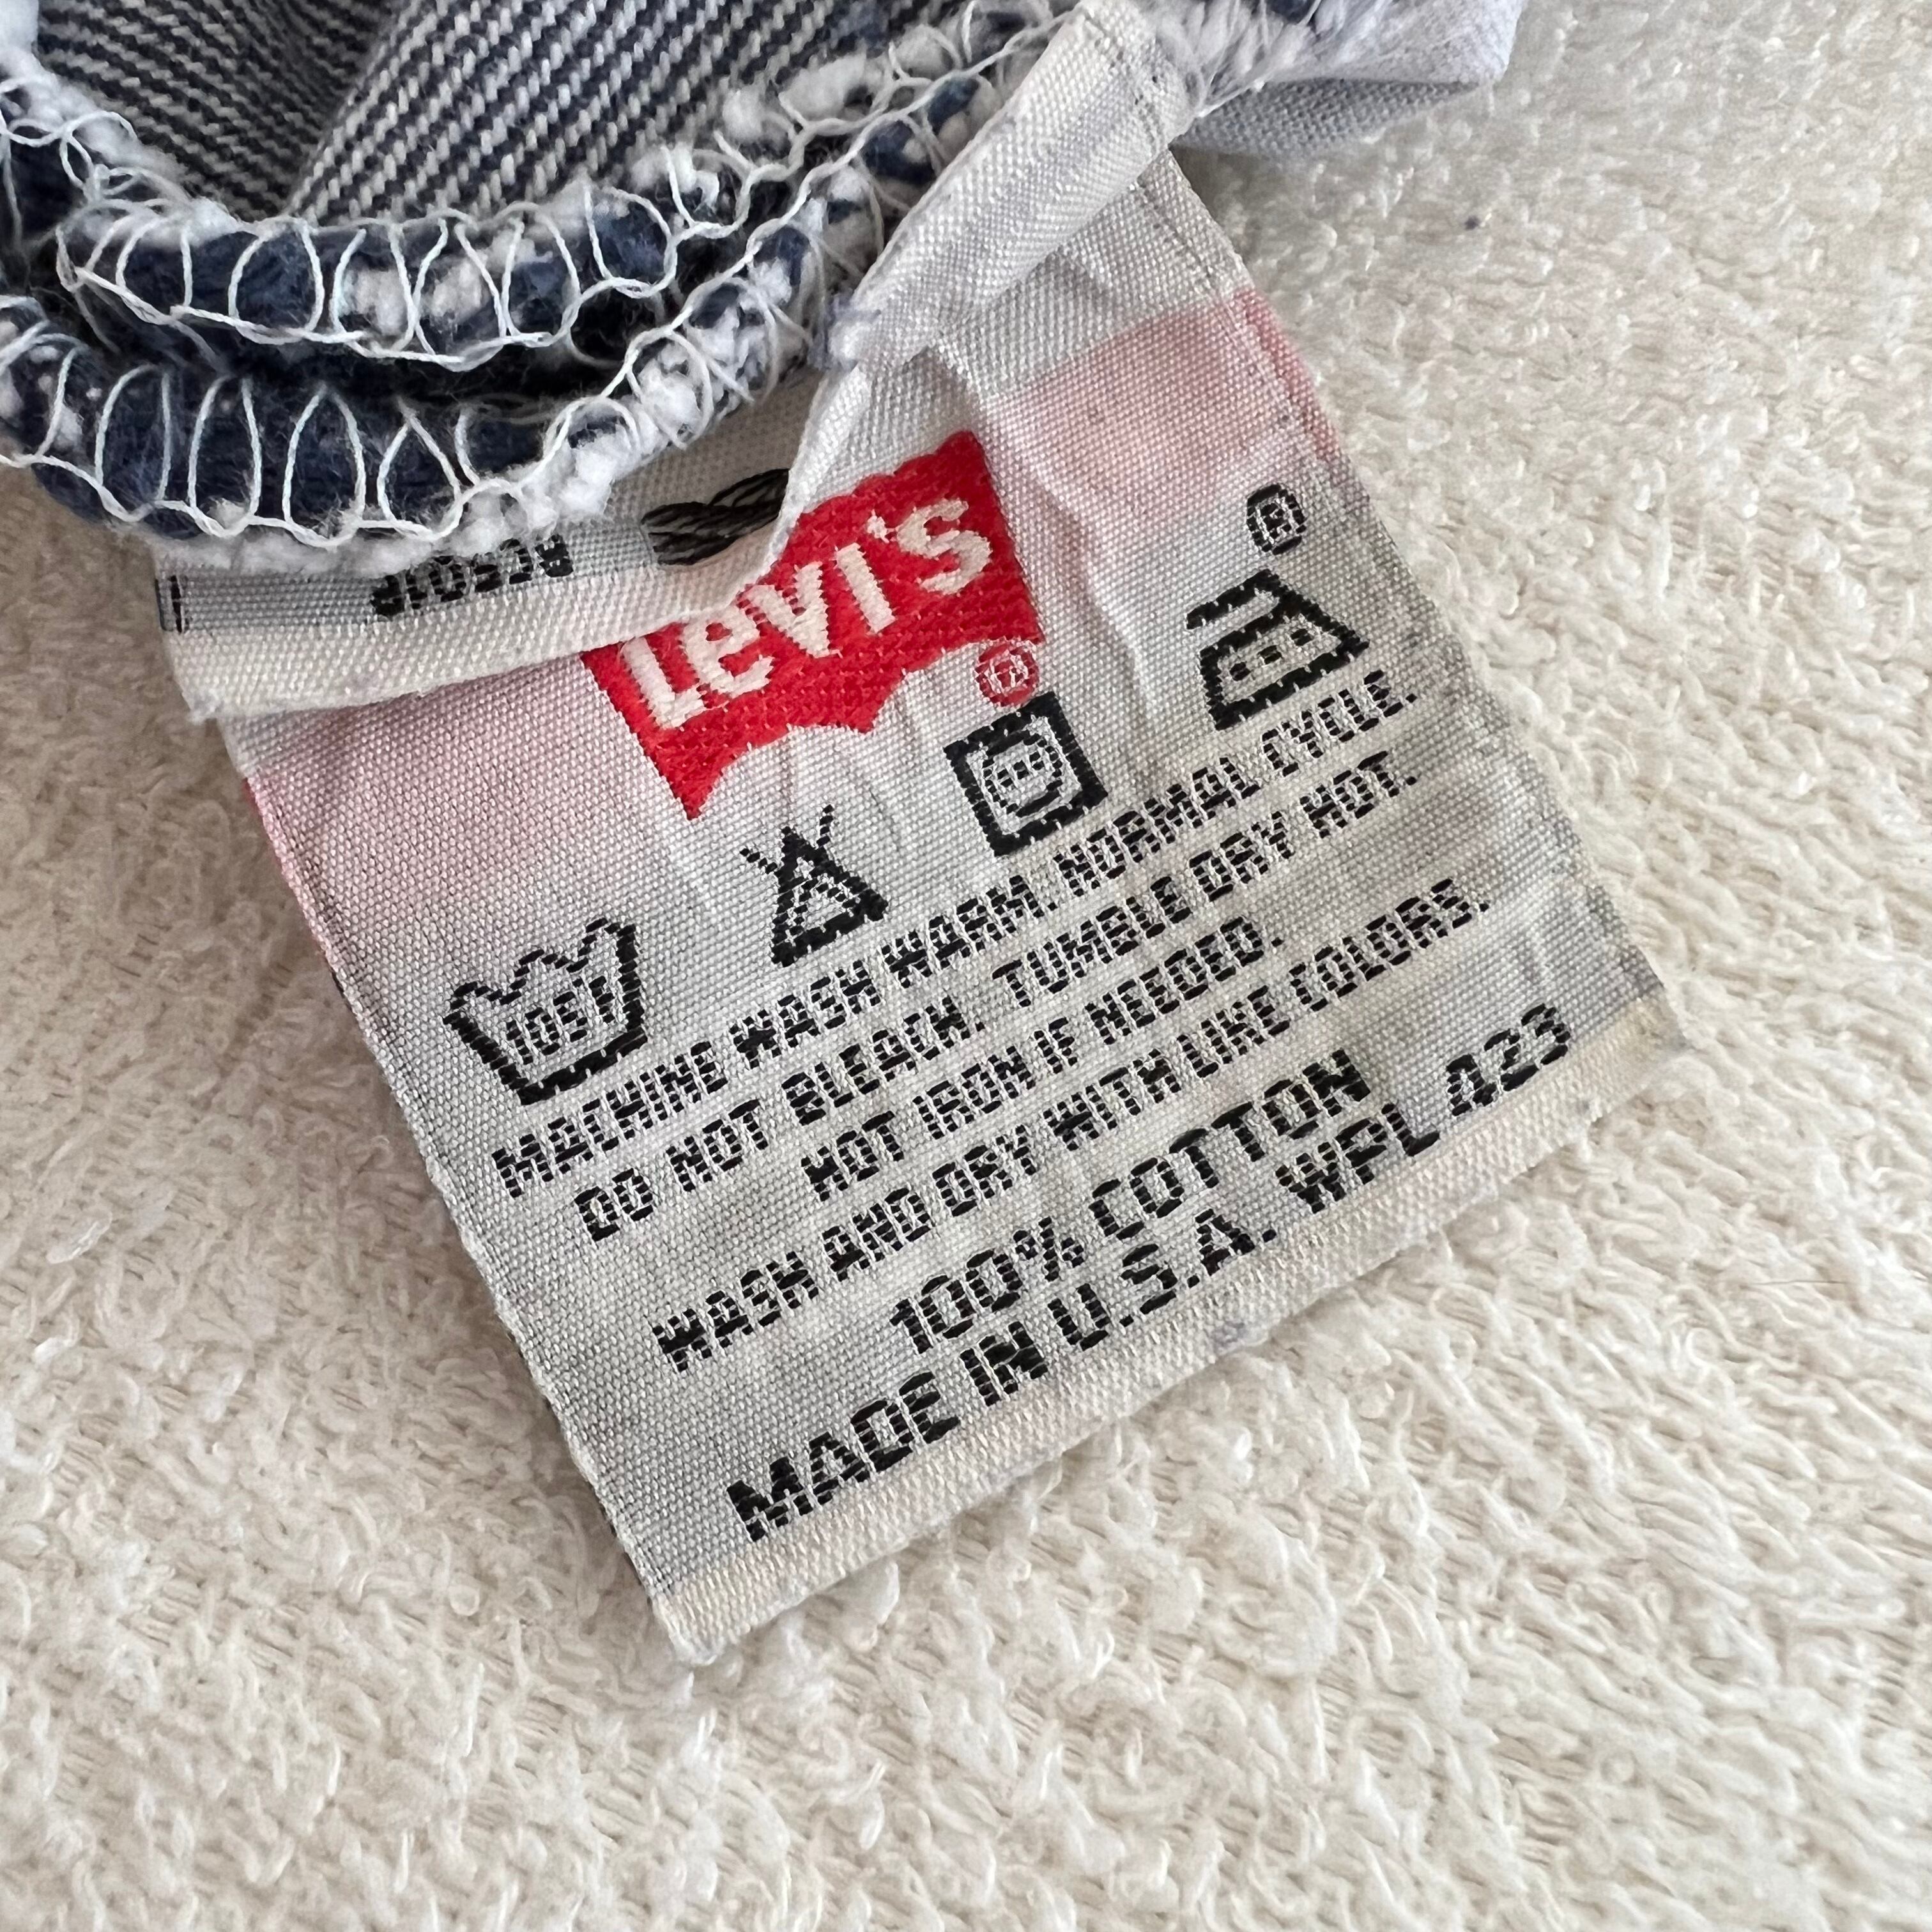 Levi's ®
105F
®
MACHINE WASH WARM. NORMAL CYCLE.
DO NOT BLEACH. TUMBLE DRY HOT.
HOT IRON IF NEEDED.
WASH AND DRY WITH LIKE COLORS.
100% COTTON
MADE IN U.S.A. WPL 423